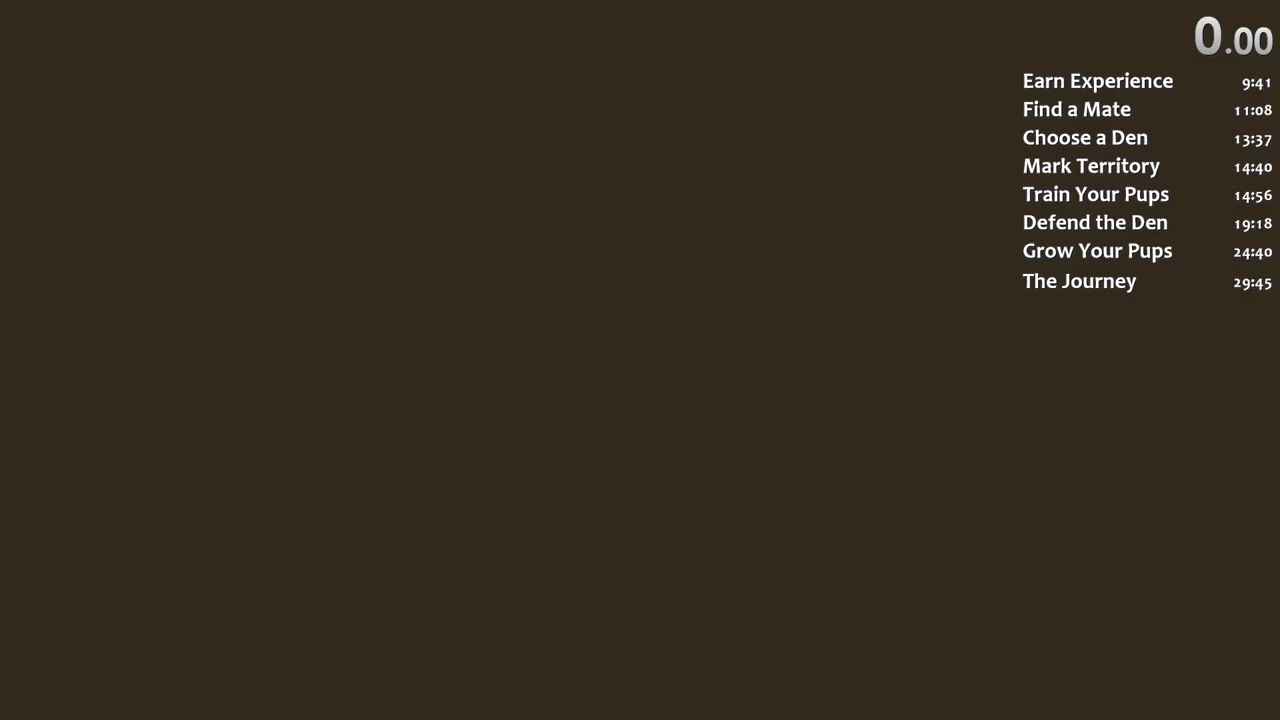 0.00
Earn Experience 9:41
Find a Mate 11:08
Choose a Den 13:37
Mark Territory 14:40
Train Your Pups 14:56
Defend the Den 19:18
Grow Your Pups 24:40
The Journey 29:45